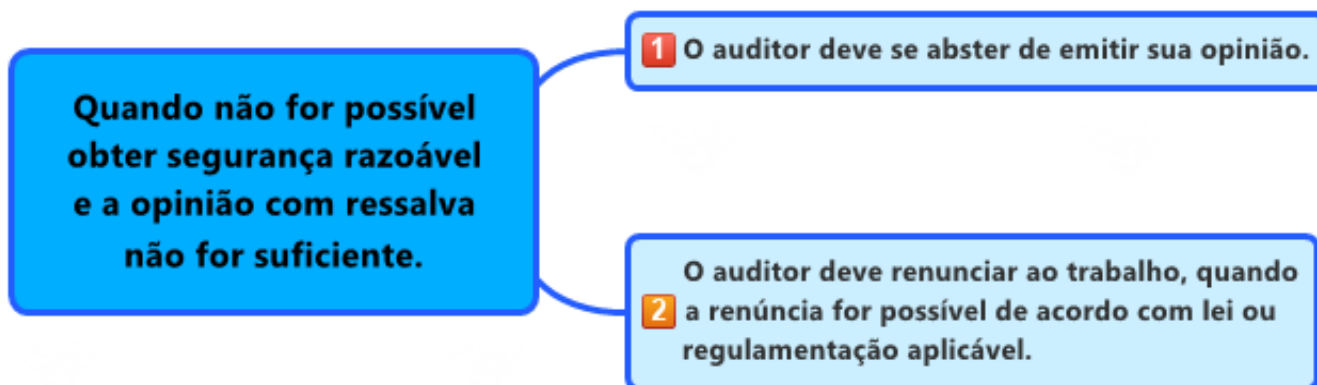 Quando não for possível
obter segurança razoável
e a opinião com ressalva
não for suficiente.
1 O auditor deve se abster de emitir sua opinião.
O auditor deve renunciar ao trabalho, quando
2 a renúncia for possível de acordo com lei ou
regulamentação aplicável.